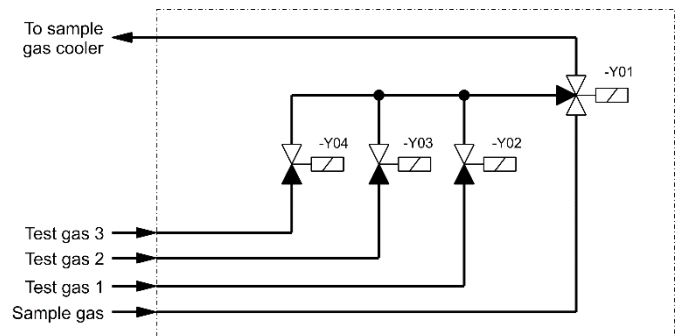 To sample
gas cooler
-Y01
-Y04
-Y03
-Y02
Test gas 3
Test gas 2
Test gas 1
Sample gas